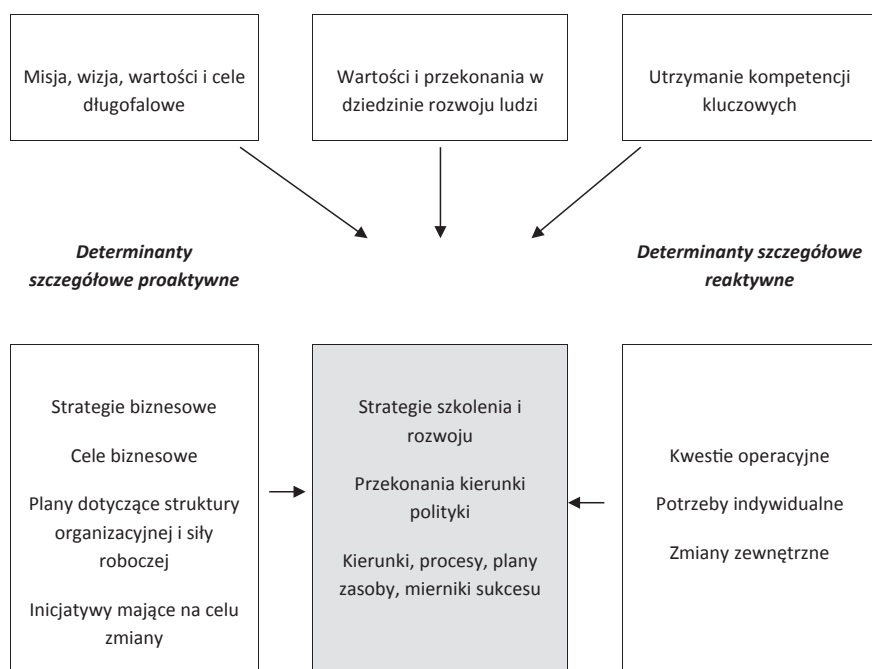 Misja, wizja, wartości i cele
długofalowe
Wartości i przekonania w
dziedzinie rozwoju ludzi
Utrzymanie kompetencji
kluczowych
Determinanty
szczegółowe proaktywne
Determinanty szczegółowe
reaktywne
Strategie biznesowe
Cele biznesowe
Plany dotyczące struktury
organizacyjnej i siły
roboczej
Inicjatywy mające na celu
zmiany
Strategie szkolenia i
rozwoju
Przekonania kierunki
polityki
Kierunki, procesy, plany
zasoby, mierniki sukcesu
Kwestie operacyjne
Potrzeby indywidualne
Zmiany zewnętrzne